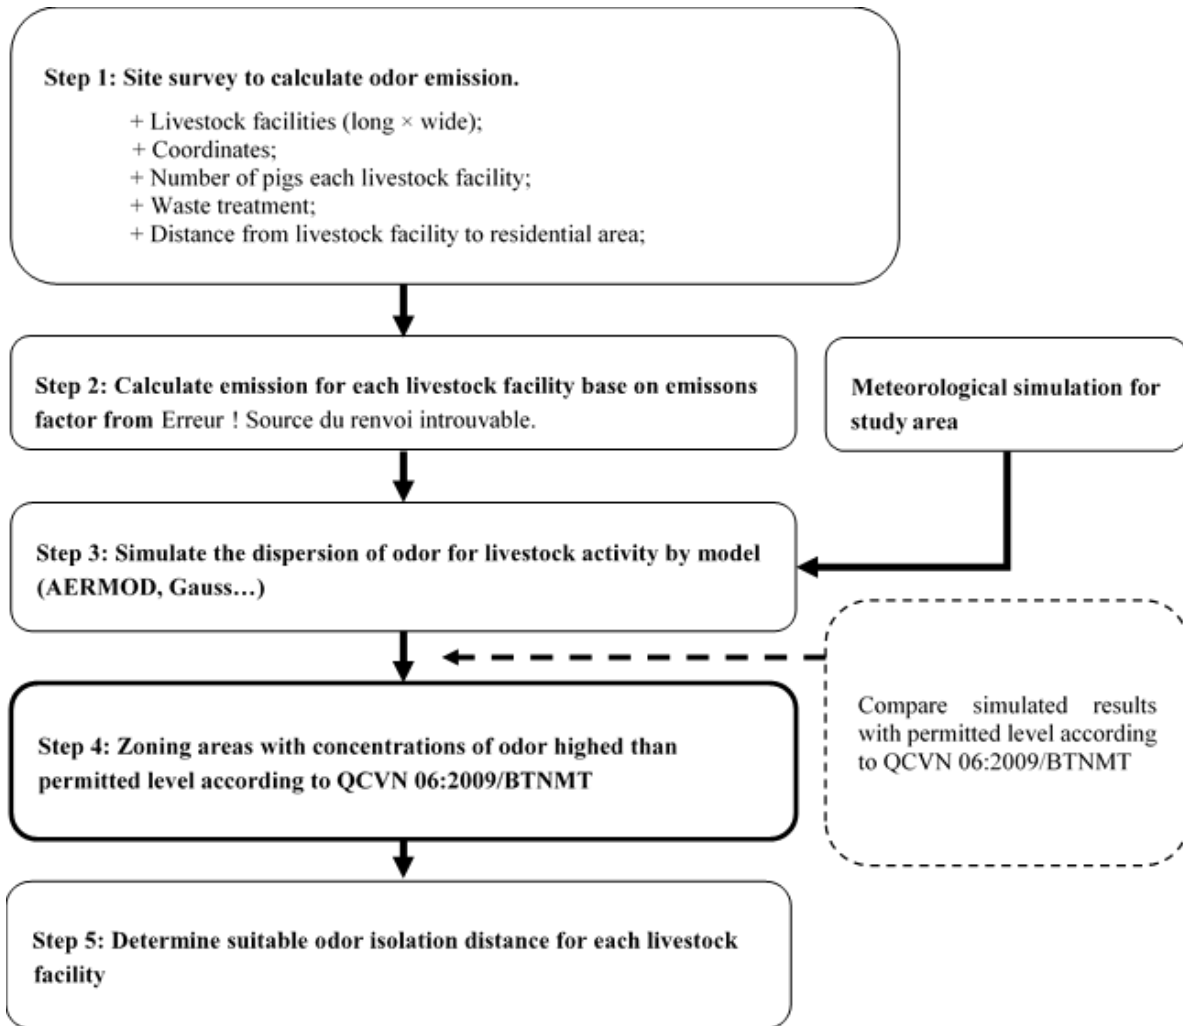 Step 1: Site survey to calculate odor emission.
+ Livestock facilities (long × wide);
+ Coordinates;
+ Number of pigs each livestock facility;
+ Waste treatment;
+ Distance from livestock facility to residential area;
Step 2: Calculate emission for each livestock facility base on emissons
factor from Erreur ! Source du renvoi introuvable.
Meteorological simulation for
study area
Step 3: Simulate the dispersion of odor for livestock activity by model
(AERMOD, Gauss…)
Compare simulated results
with permitted level according
to QCVN 06:2009/BTNMT
Step 4: Zoning areas with concentrations of odor highed than
permitted level according to QCVN 06:2009/BTNMT
Step 5: Determine suitable odor isolation distance for each livestock
facility